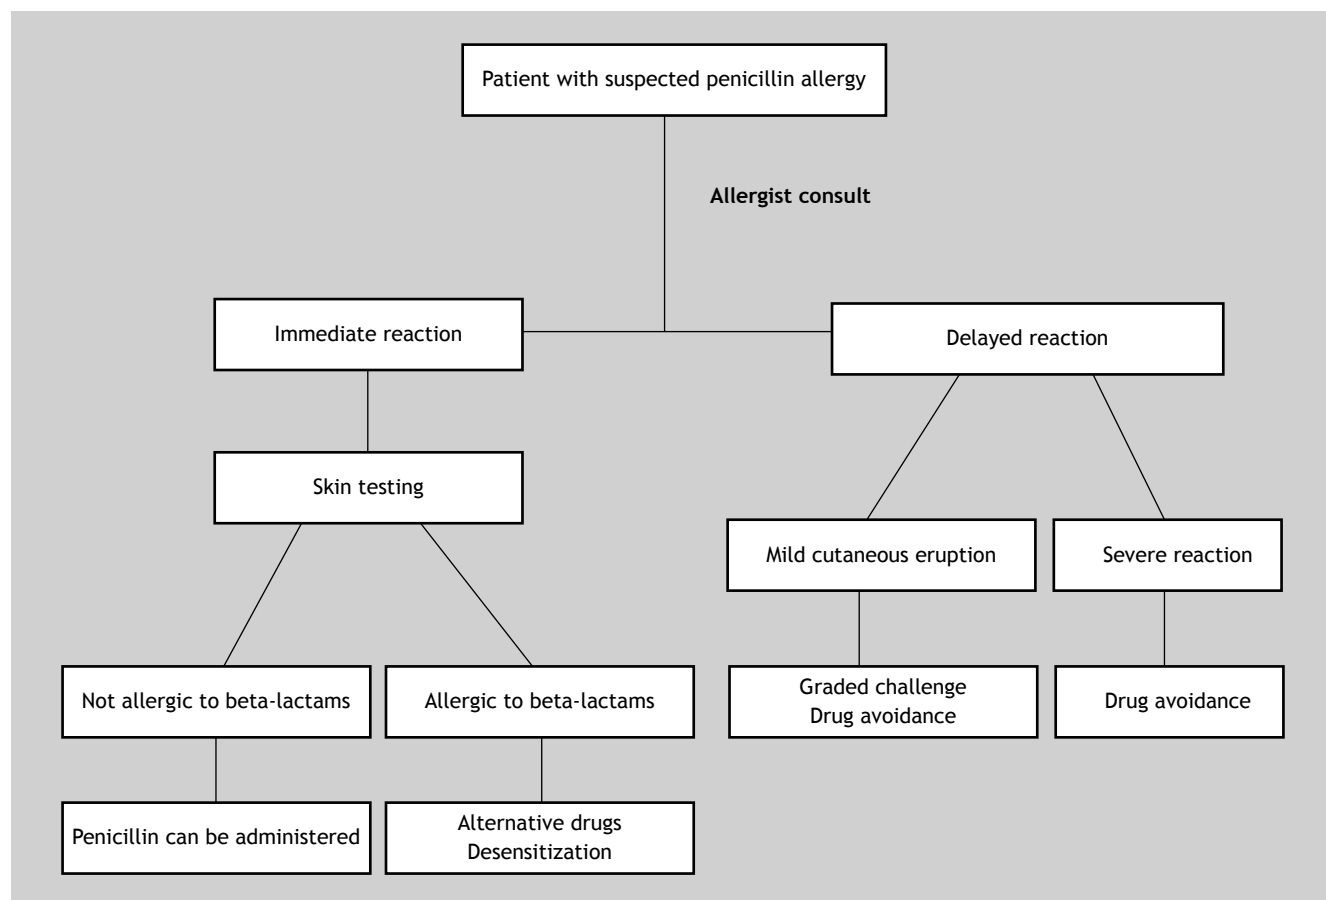 Patient with suspected penicillin allergy
Allergist consult
Immediate reaction
Delayed reaction
Skin testing
Mild cutaneous eruption
Severe reaction
Not allergic to beta-lactams
Allergic to beta-lactams
Graded challenge
Drug avoidance
Drug avoidance
Penicillin can be administered
Alternative drugs
Desensitization